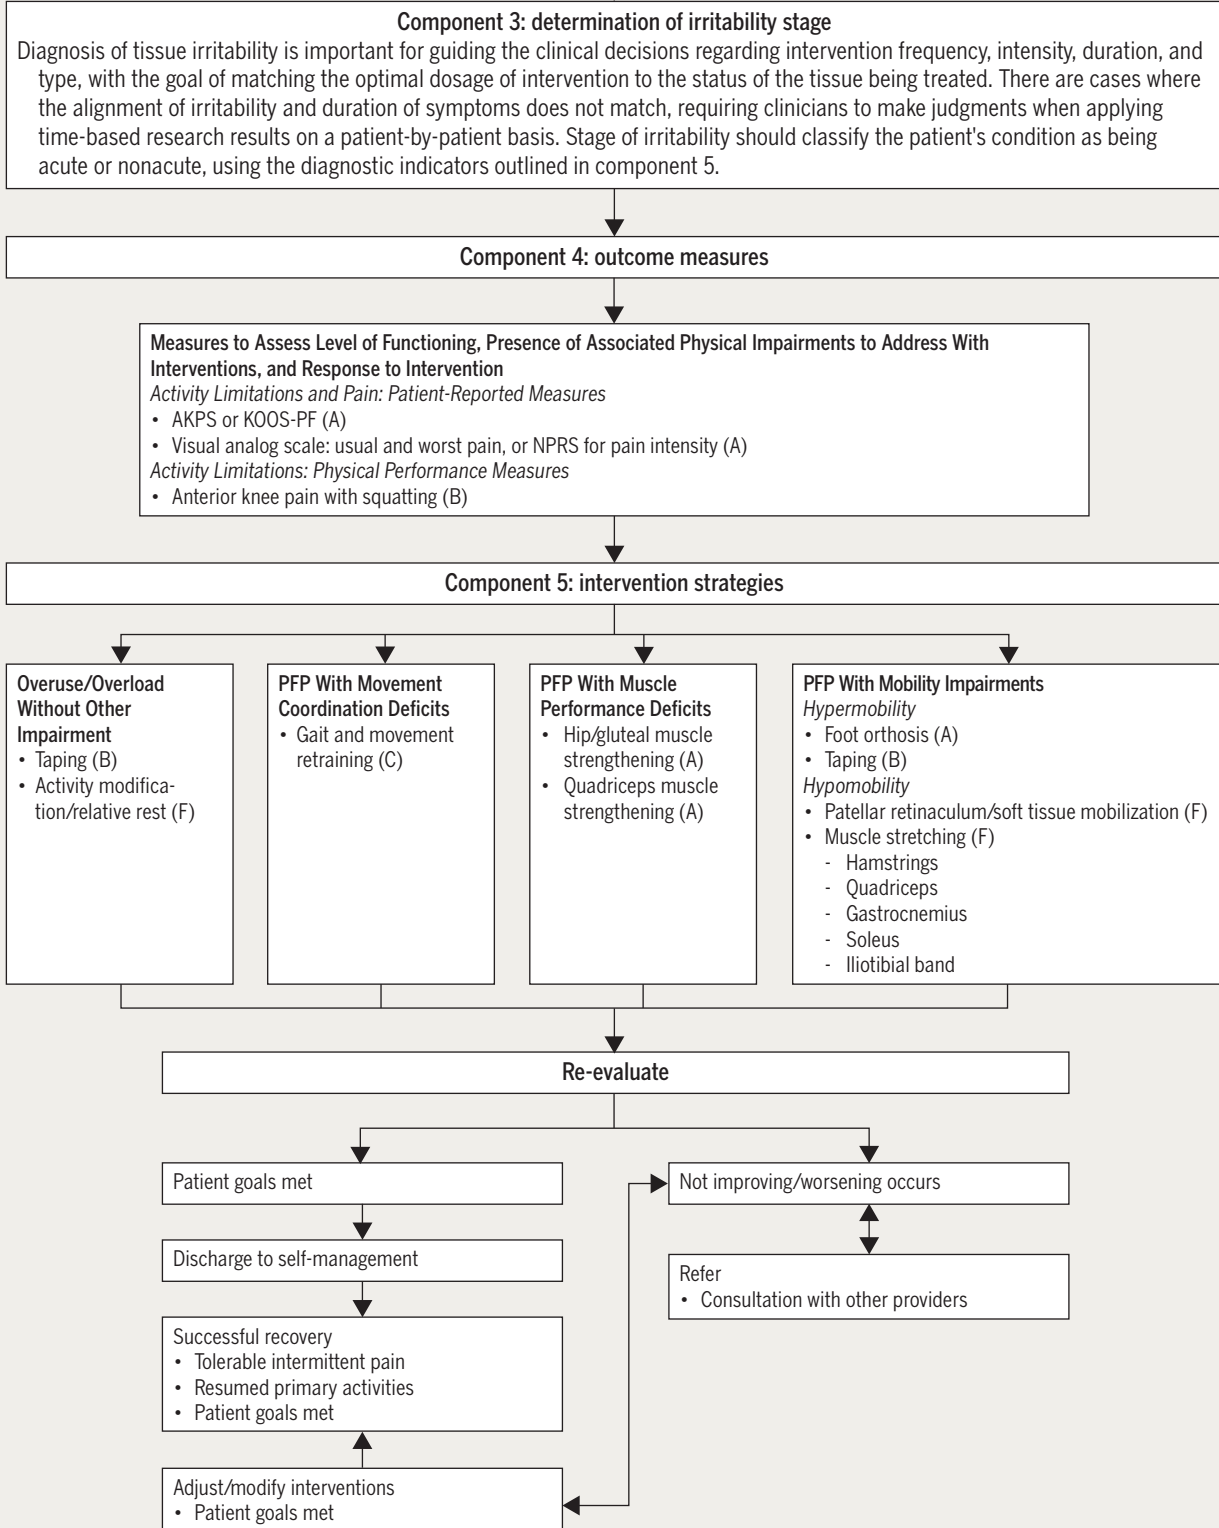 Component 3: determination of irritability stage
Diagnosis of tissue irritability is important for guiding the clinical decisions regarding intervention frequency, intensity, duration, and
type, with the goal of matching the optimal dosage of intervention to the status of the tissue being treated. There are cases where
the alignment of irritability and duration of symptoms does not match, requiring clinicians to make judgments when applying
time-based research results on a patient-by-patient basis. Stage of irritability should classify the patient's condition as being
acute or nonacute, using the diagnostic indicators outlined in component 5.
Component 4: outcome measures
Measures to Assess Level of Functioning, Presence of Associated Physical Impairments to Address With
Interventions, and Response to Intervention
Activity Limitations and Pain: Patient-Reported Measures
• AKPS or KOOS-PF (A)
• Visual analog scale: usual and worst pain, or NPRS for pain intensity (A)
Activity Limitations: Physical Performance Measures
• Anterior knee pain with squatting (B)
Component 5: intervention strategies
Overuse/Overload
Without Other
Impairment
• Taping (B)
• Activity modifica-
tion/relative rest (F)
PFP With Movement
Coordination Deficits
• Gait and movement
retraining (C)
PFP With Muscle
Performance Deficits
• Hip/gluteal muscle
strengthening (A)
• Quadriceps muscle
strengthening (A)
PFP With Mobility Impairments
Hypermobility
• Foot orthosis (A)
• Taping (B)
Hypomobility
• Patellar retinaculum/soft tissue mobilization (F)
• Muscle stretching (F)
- Hamstrings
- Quadriceps
- Gastrocnemius
- Soleus
- Iliotibial band
Re-evaluate
Patient goals met
Discharge to self-management
Successful recovery
• Tolerable intermittent pain
• Resumed primary activities
• Patient goals met
Adjust/modify interventions
• Patient goals met
Not improving/worsening occurs
Refer
• Consultation with other providers